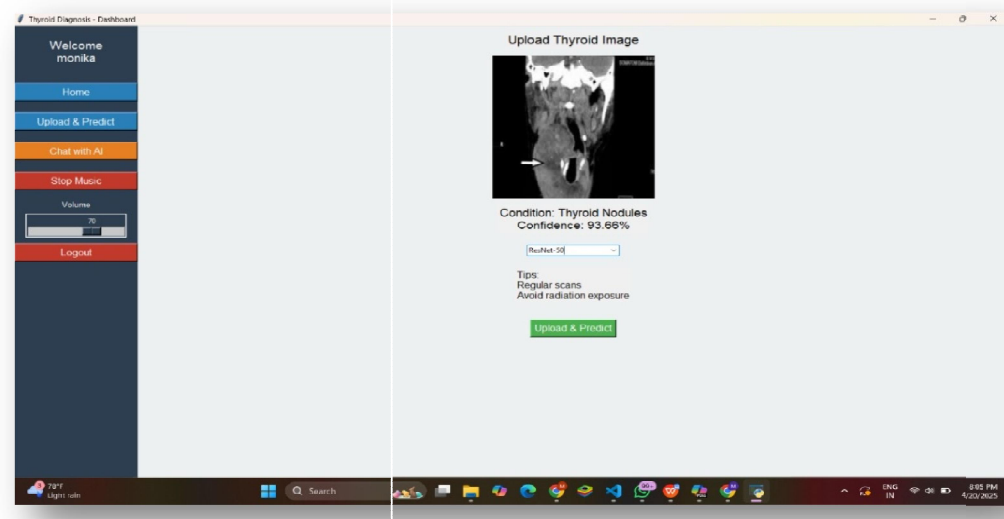 Thyroid Diagnosis - Dashboard
Welcome
monika
Home
Upload & Predict
Chat with AI
Stop Music
Volume
70
Logout
Upload Thyroid Image
Condition: Thyroid Nodules
Confidence: 93.66%
ResNet-50
Tips:
Regular scans
Avoid radiation exposure
Upload & Predict
78°F
Light rain
Search
99+
ENG
IN
8:05 PM
4/20/2025